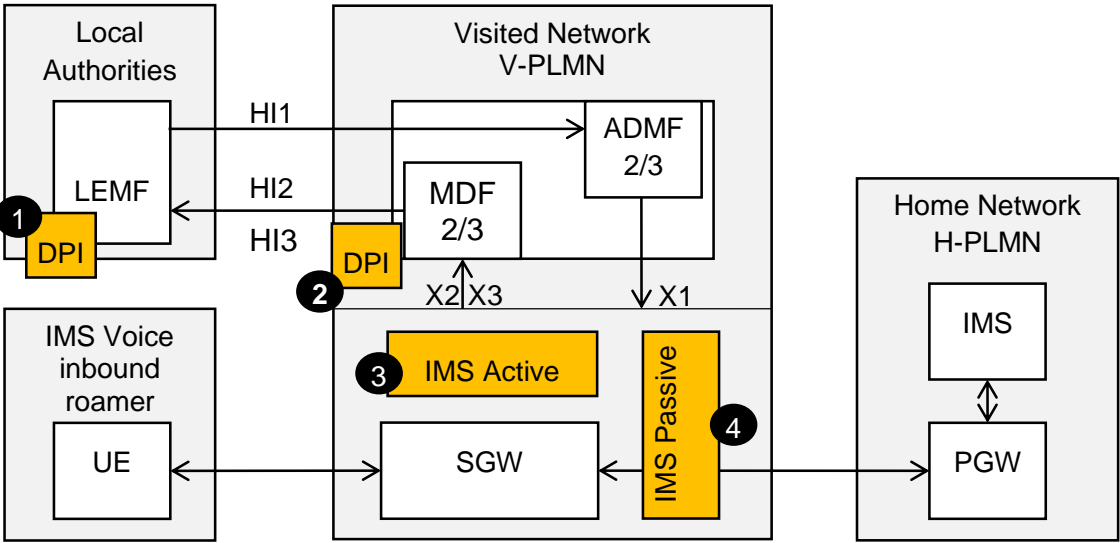 Local
Authorities
LEMF
1
DPI
HI1
HI2
HI3
Visited Network
V-PLMN
ADMF
2/3
MDF
2/3
DPI
2
X2
X3
X1
Home Network
H-PLMN
IMS
PGW
IMS Voice
inbound
roamer
UE
3
IMS Active
SGW
IMS Passive
4